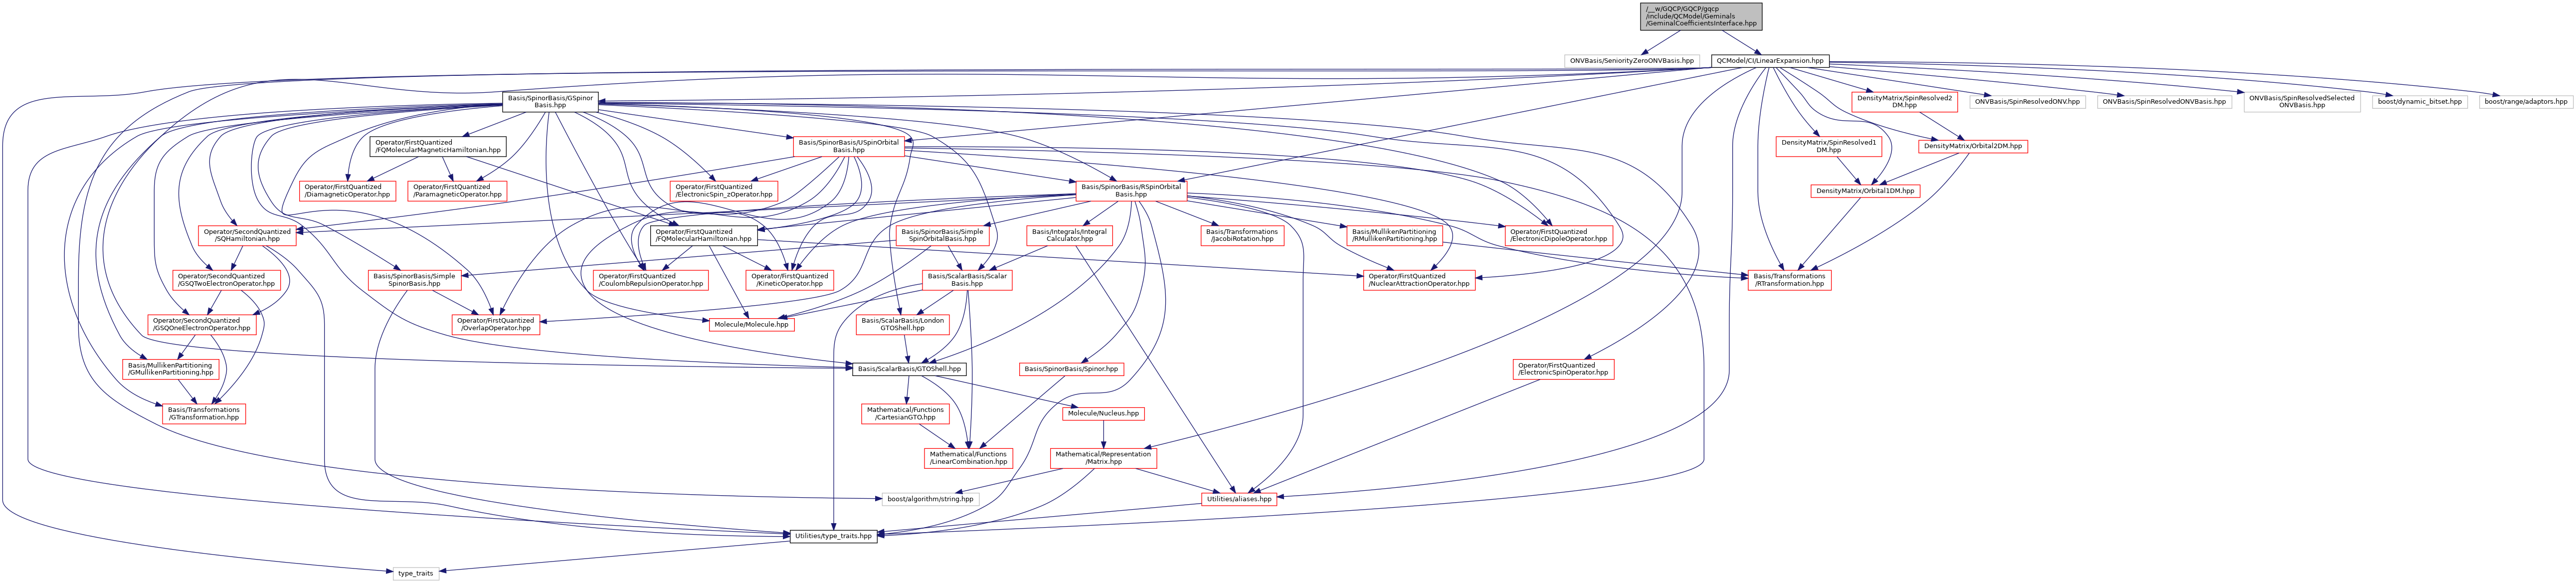 /__w/GQCP/GQCP/gqcp
/include/QCModel/Geminals
/GeminalCoefficientsInterface.hpp
ONVBasis/SeniorityZeroONVBasis.hpp
QCModel/CI/LinearExpansion.hpp
Basis/SpinorBasis/GSpinor
Basis.hpp
DensityMatrix/SpinResolved2
DM.hpp
ONVBasis/SpinResolvedONV.hpp
ONVBasis/SpinResolvedONVBasis.hpp
ONVBasis/SpinResolvedSelected
ONVBasis.hpp
boost/dynamic_bitset.hpp
boost/range/adaptors.hpp
Operator/FirstQuantized
/FQMolecularMagneticHamiltonian.hpp
Basis/SpinorBasis/USpinOrbital
Basis.hpp
DensityMatrix/SpinResolved1
DM.hpp
DensityMatrix/Orbital2DM.hpp
Operator/FirstQuantized
/DiamagneticOperator.hpp
Operator/FirstQuantized
/ParamagneticOperator.hpp
Operator/FirstQuantized
/ElectronicSpin_zOperator.hpp
Basis/SpinorBasis/RSpinOrbital
Basis.hpp
DensityMatrix/Orbital1DM.hpp
Operator/SecondQuantized
/SQHamiltonian.hpp
Operator/FirstQuantized
/FQMolecularHamiltonian.hpp
Basis/SpinorBasis/Simple
SpinOrbitalBasis.hpp
Basis/Integrals/Integral
Calculator.hpp
Basis/Transformations
/JacobiRotation.hpp
Basis/MullikenPartitioning
/RMullikenPartitioning.hpp
Operator/FirstQuantized
/ElectronicDipoleOperator.hpp
Operator/SecondQuantized
/GSQTwoElectronOperator.hpp
Basis/SpinorBasis/Simple
SpinorBasis.hpp
Operator/FirstQuantized
/CoulombRepulsionOperator.hpp
Operator/FirstQuantized
/KineticOperator.hpp
Basis/ScalarBasis/Scalar
Basis.hpp
Operator/FirstQuantized
/NuclearAttractionOperator.hpp
Basis/Transformations
/RTransformation.hpp
Operator/SecondQuantized
/GSQOneElectronOperator.hpp
Operator/FirstQuantized
/OverlapOperator.hpp
Molecule/Molecule.hpp
Basis/ScalarBasis/London
GTOShell.hpp
Basis/MullikenPartitioning
/GMullikenPartitioning.hpp
Basis/ScalarBasis/GTOShell.hpp
Basis/SpinorBasis/Spinor.hpp
Operator/FirstQuantized
/ElectronicSpinOperator.hpp
Basis/Transformations
/GTransformation.hpp
Mathematical/Functions
/CartesianGTO.hpp
Molecule/Nucleus.hpp
Mathematical/Functions
/LinearCombination.hpp
Mathematical/Representation
/Matrix.hpp
boost/algorithm/string.hpp
Utilities/aliases.hpp
Utilities/type_traits.hpp
type_traits